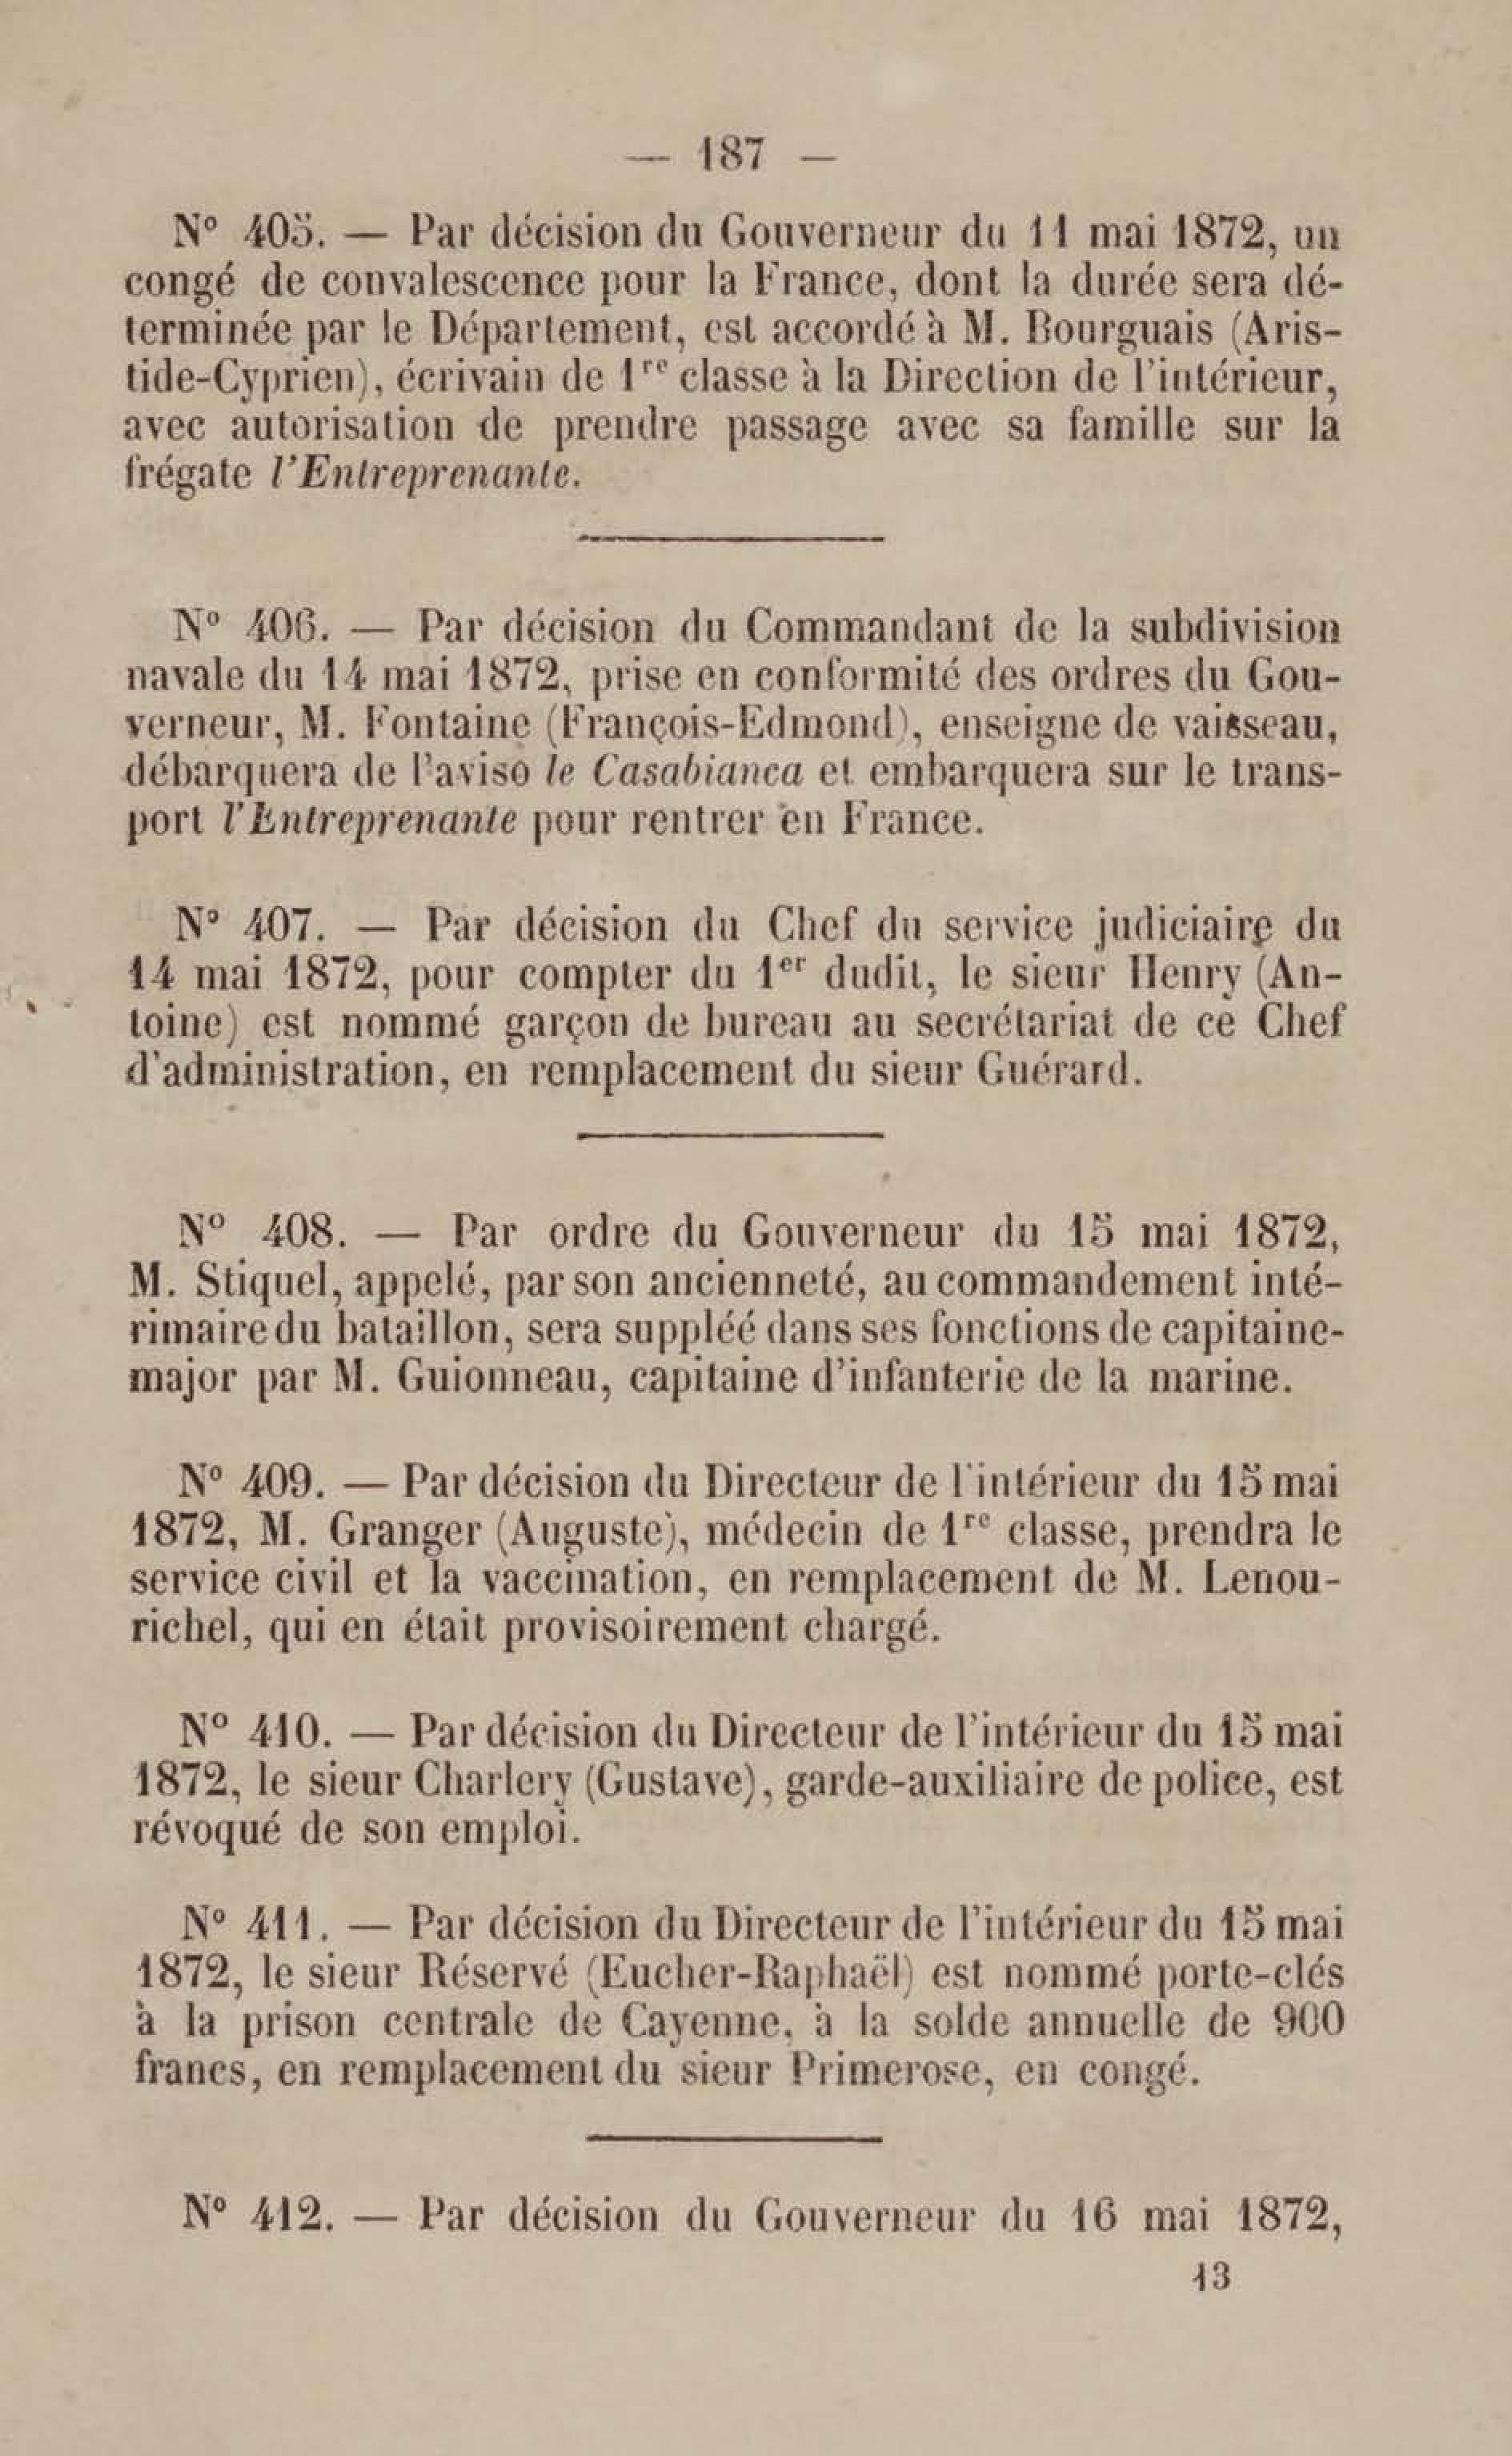 — 187 —
N° 405. — Par décision du Gouverneur du 11 mai 1872, un
congé de convalescence pour la France, dont la durée sera dé-
terminée par le Département, est accordé à M. Bourguais (Aris-
tide-Cyprien), écrivain de 1re classe à la Direction de l'intérieur,
avec autorisation de prendre passage avec sa famille sur la
frégate l'Entreprenante.
N° 406. — Par décision du Commandant de la subdivision
navale du 14 mai 1872, prise en conformité des ordres du Gou-
verneur, M. Fontaine (François-Edmond), enseigne de vaisseau,
débarquera de l'aviso le Casabianca et embarquera sur le trans-
port l'Entreprenante pour rentrer en France.
N° 407. — Par décision du Chef du service judiciaire du
14 mai 1872, pour compter du 1er dudit, le sieur Henry (An-
toine) est nommé garçon de bureau au secrétariat de ce Chef
d'administration, en remplacement du sieur Guérard.
N° 408. — Par ordre du Gouverneur du 15 mai 1872,
M. Stiquel, appelé, par son ancienneté, au commandement inté-
rimaire du bataillon, sera suppléé dans ses fonctions de capitaine-
major par M. Guionneau, capitaine d'infanterie de la marine.
N° 409. — Par décision du Directeur de l'intérieur du 15 mai
1872, M. Granger (Auguste), médecin de 1re classe, prendra le
service civil et la vaccination, en remplacement de M. Lenou-
richel, qui en était provisoirement chargé.
N° 410. — Par décision du Directeur de l'intérieur du 15 mai
1872, le sieur Charlery (Gustave), garde-auxiliaire de police, est
révoqué de son emploi.
N° 411. — Par décision du Directeur de l'intérieur du 15 mai
1872, le sieur Réservé (Eucher-Raphaël) est nommé porte-clés
à la prison centrale de Cayenne, à la solde annuelle de 900
francs, en remplacement du sieur Primerose, en congé.
N° 412. — Par décision du Gouverneur du 16 mai 1872,
13